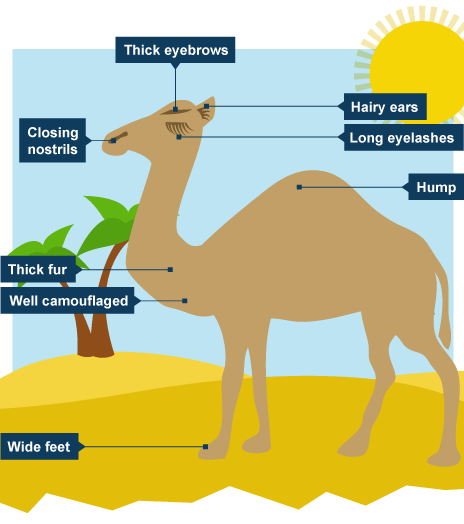 Thick eyebrows
Hairy ears
Closing
nostrils
Long eyelashes
Hump
Thick fur
Well camouflaged
Wide feet